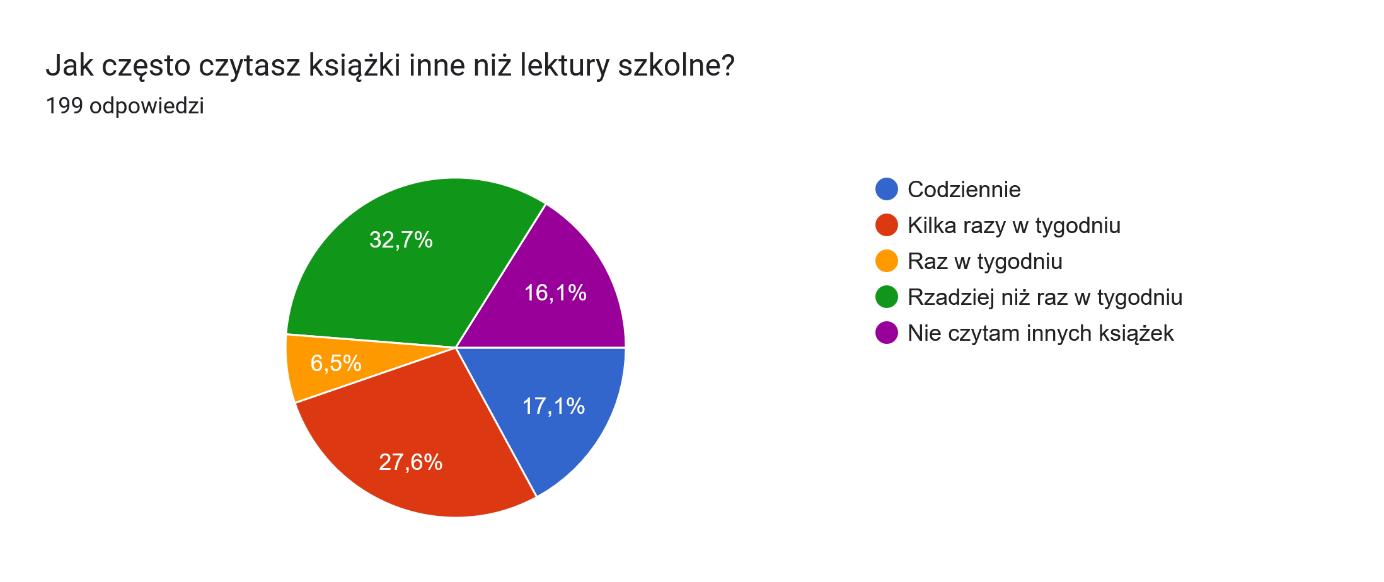 Jak często czytasz książki inne niż lektury szkolne?
199 odpowiedzi
Codziennie
Kilka razy w tygodniu
Raz w tygodniu
Rzadziej niż raz w tygodniu
Nie czytam innych książek
32,7%
16,1%
6,5%
17,1%
27,6%